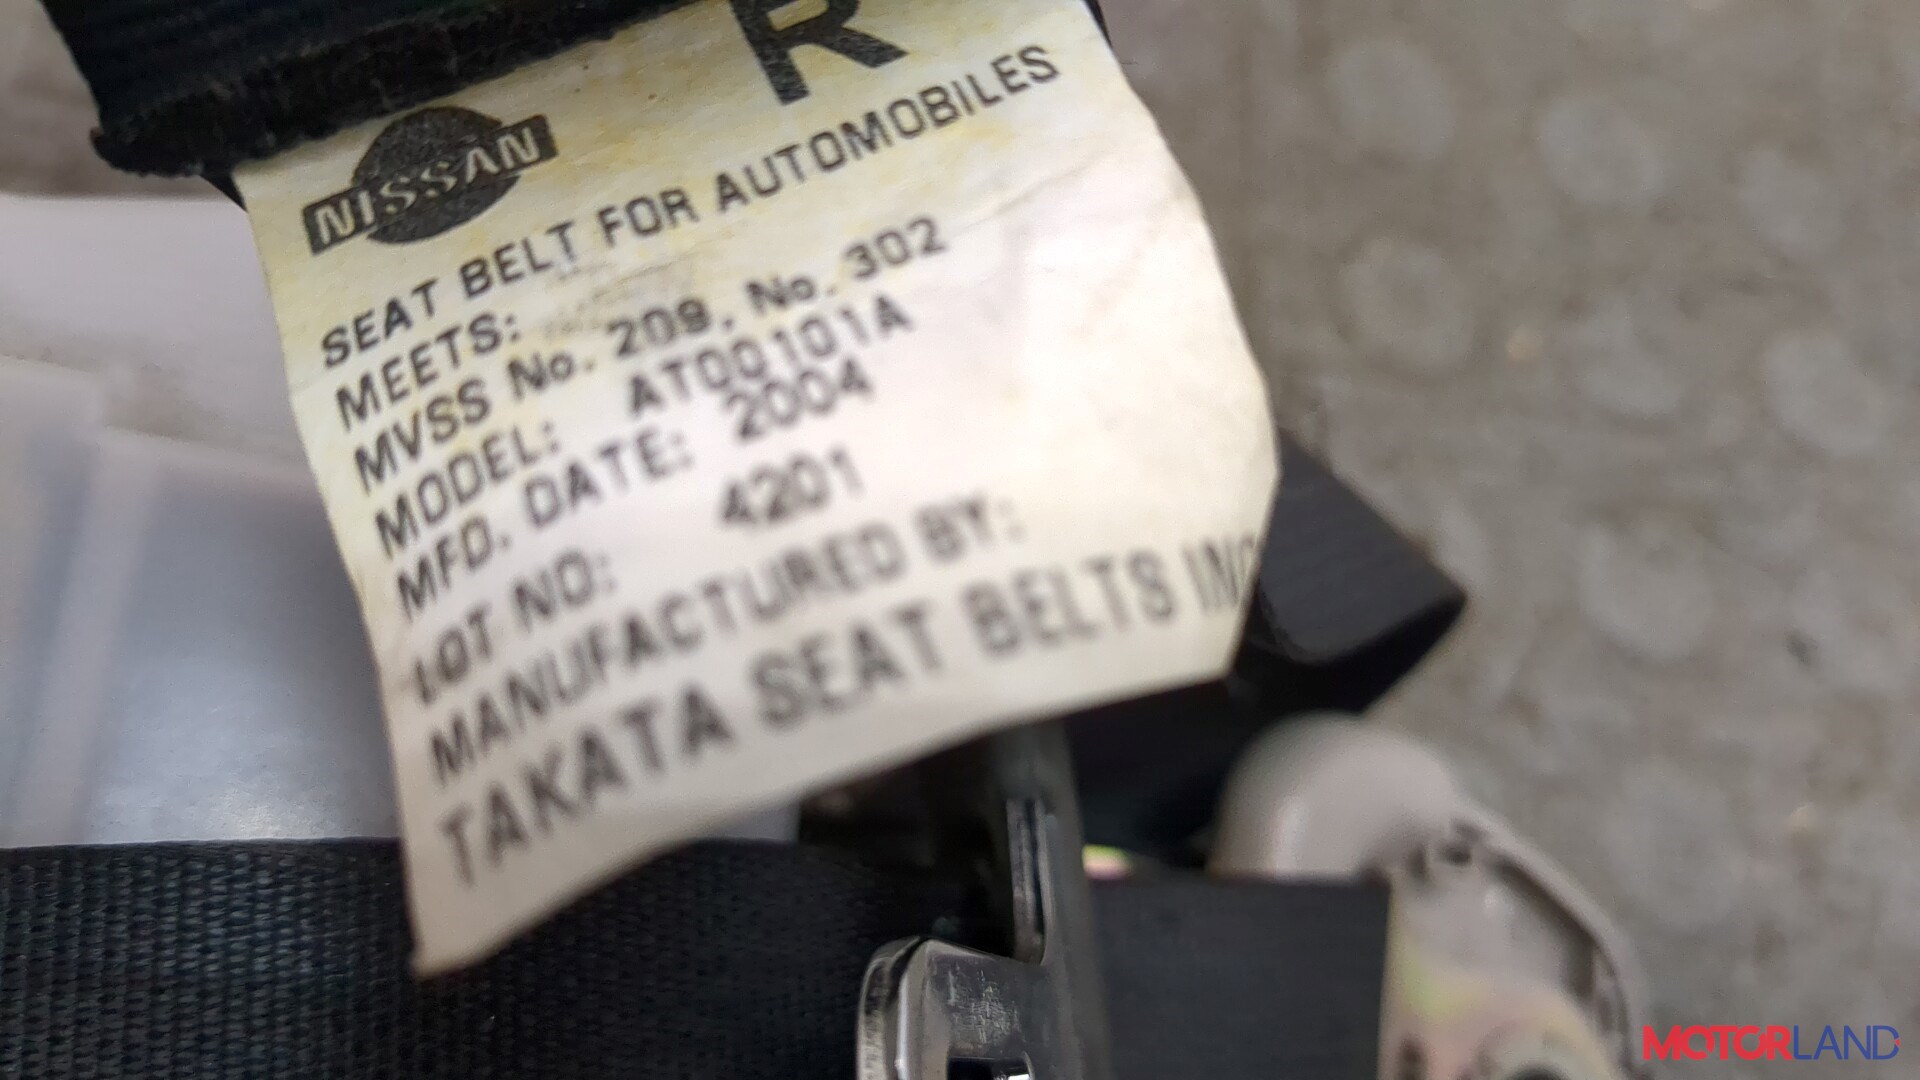 R
NISSAN
SEAT BELT FOR AUTOMOBILES
MEETS:
MVSS No. 209, No. 302
MODEL: AT00101A
MFD. DATE: 2004
LOT NO: 4201
MANUFACTURED BY:
TAKATA SEAT BELTS INC
MOTORLAND